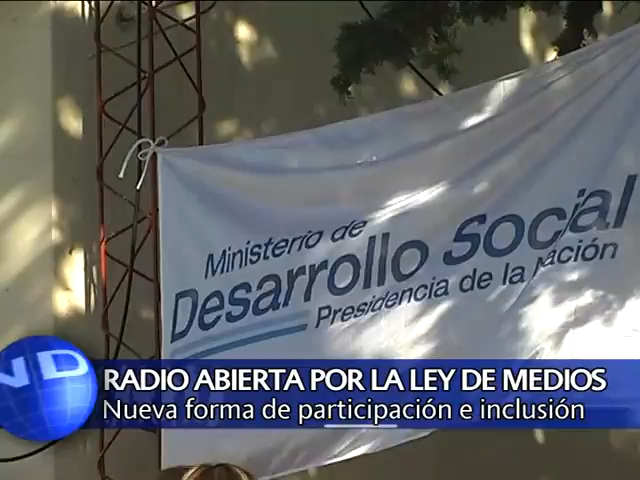 Ministerio de
Desarrollo Social
Presidencia de la Nación
ND
RADIO ABIERTA POR LA LEY DE MEDIOS
Nueva forma de participación e inclusión